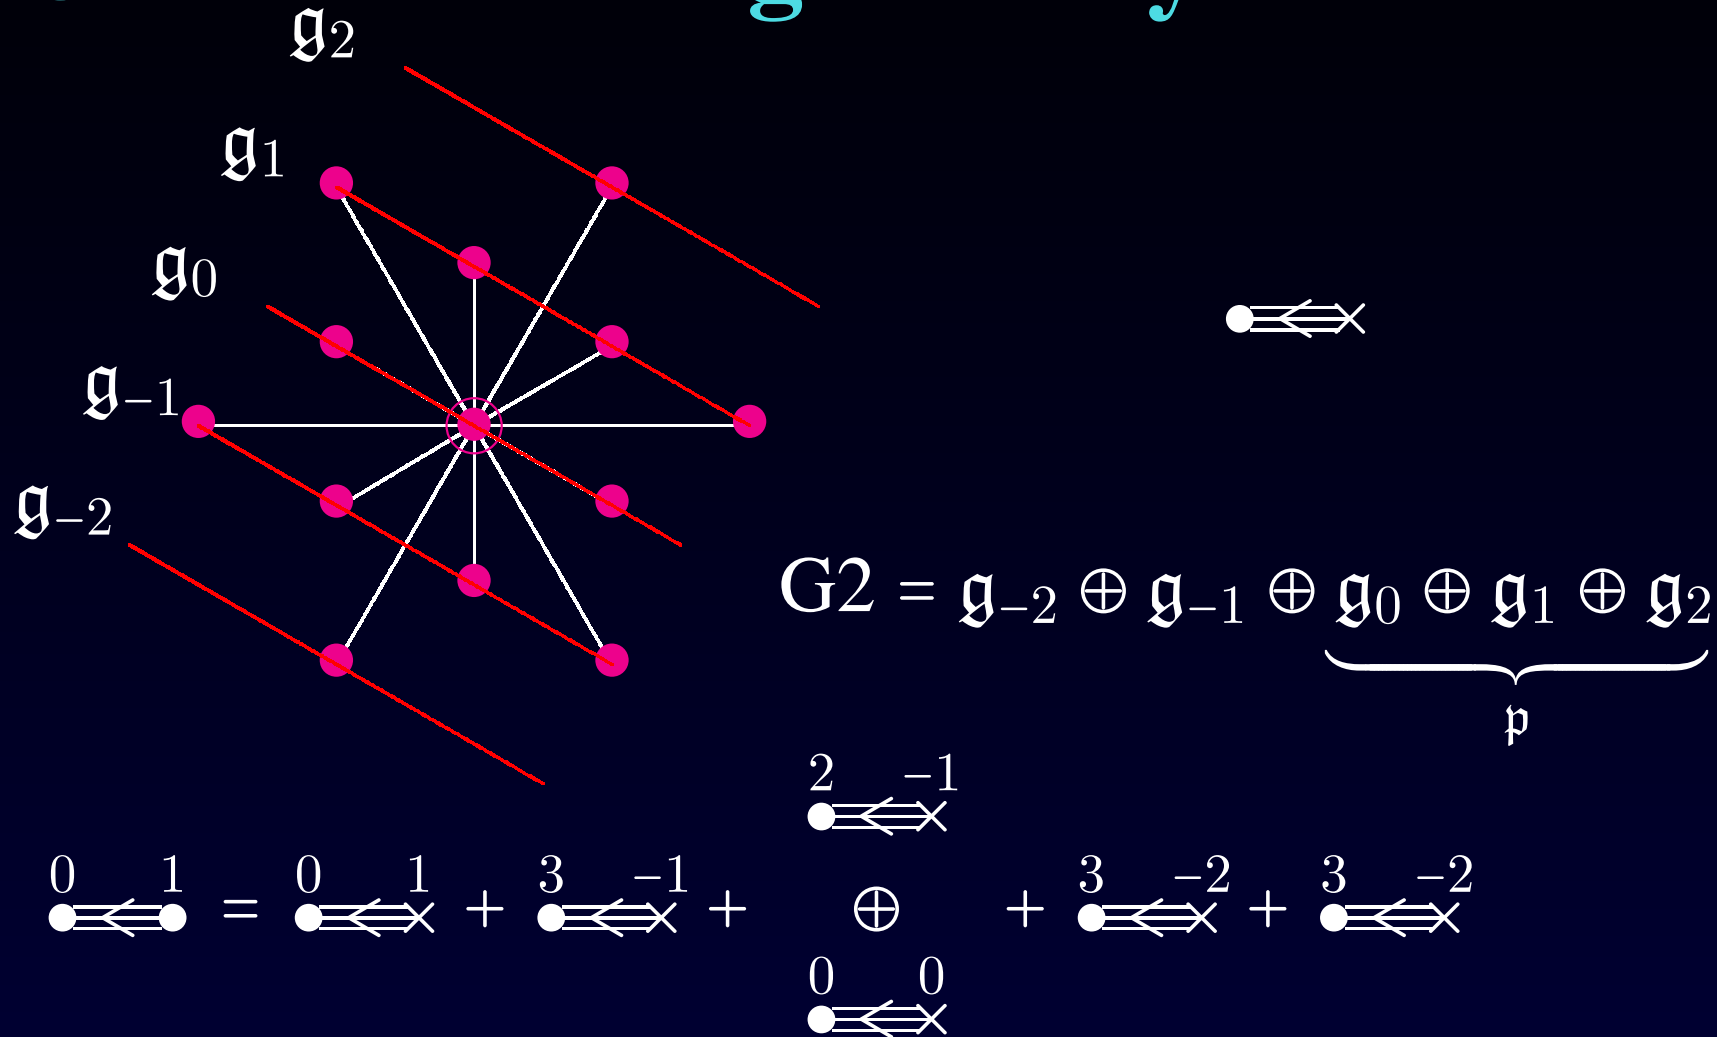 𝔤2
𝔤1
𝔤0
𝔤−1
𝔤−2
G2 = 𝔤−2 ⊕ 𝔤−1 ⊕ 𝔤0 ⊕ 𝔤1 ⊕ 𝔤2
𝔭
2 −1
0 1 = 0 1 + 3 −1 + ⊕ + 3 −2 + 3 −2
0 0